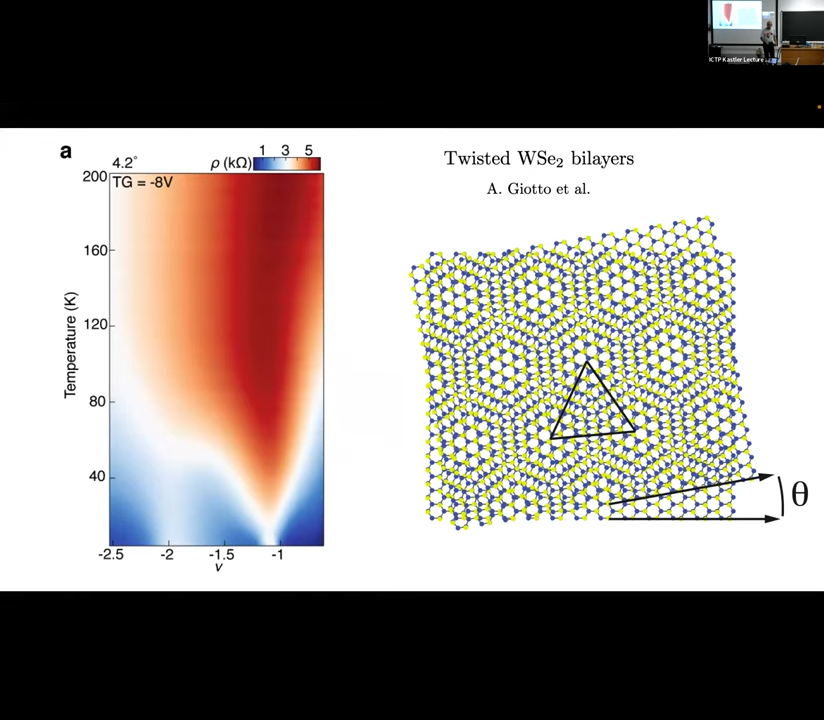 ICTP Kastler Lecture
a
4.2°
TG = -8V
ρ (kΩ)
1 3 5
200
160
120
80
40
Temperature (K)
-2.5 -2 -1.5 -1
ν
Twisted WSe₂ bilayers
A. Giotto et al.
θ